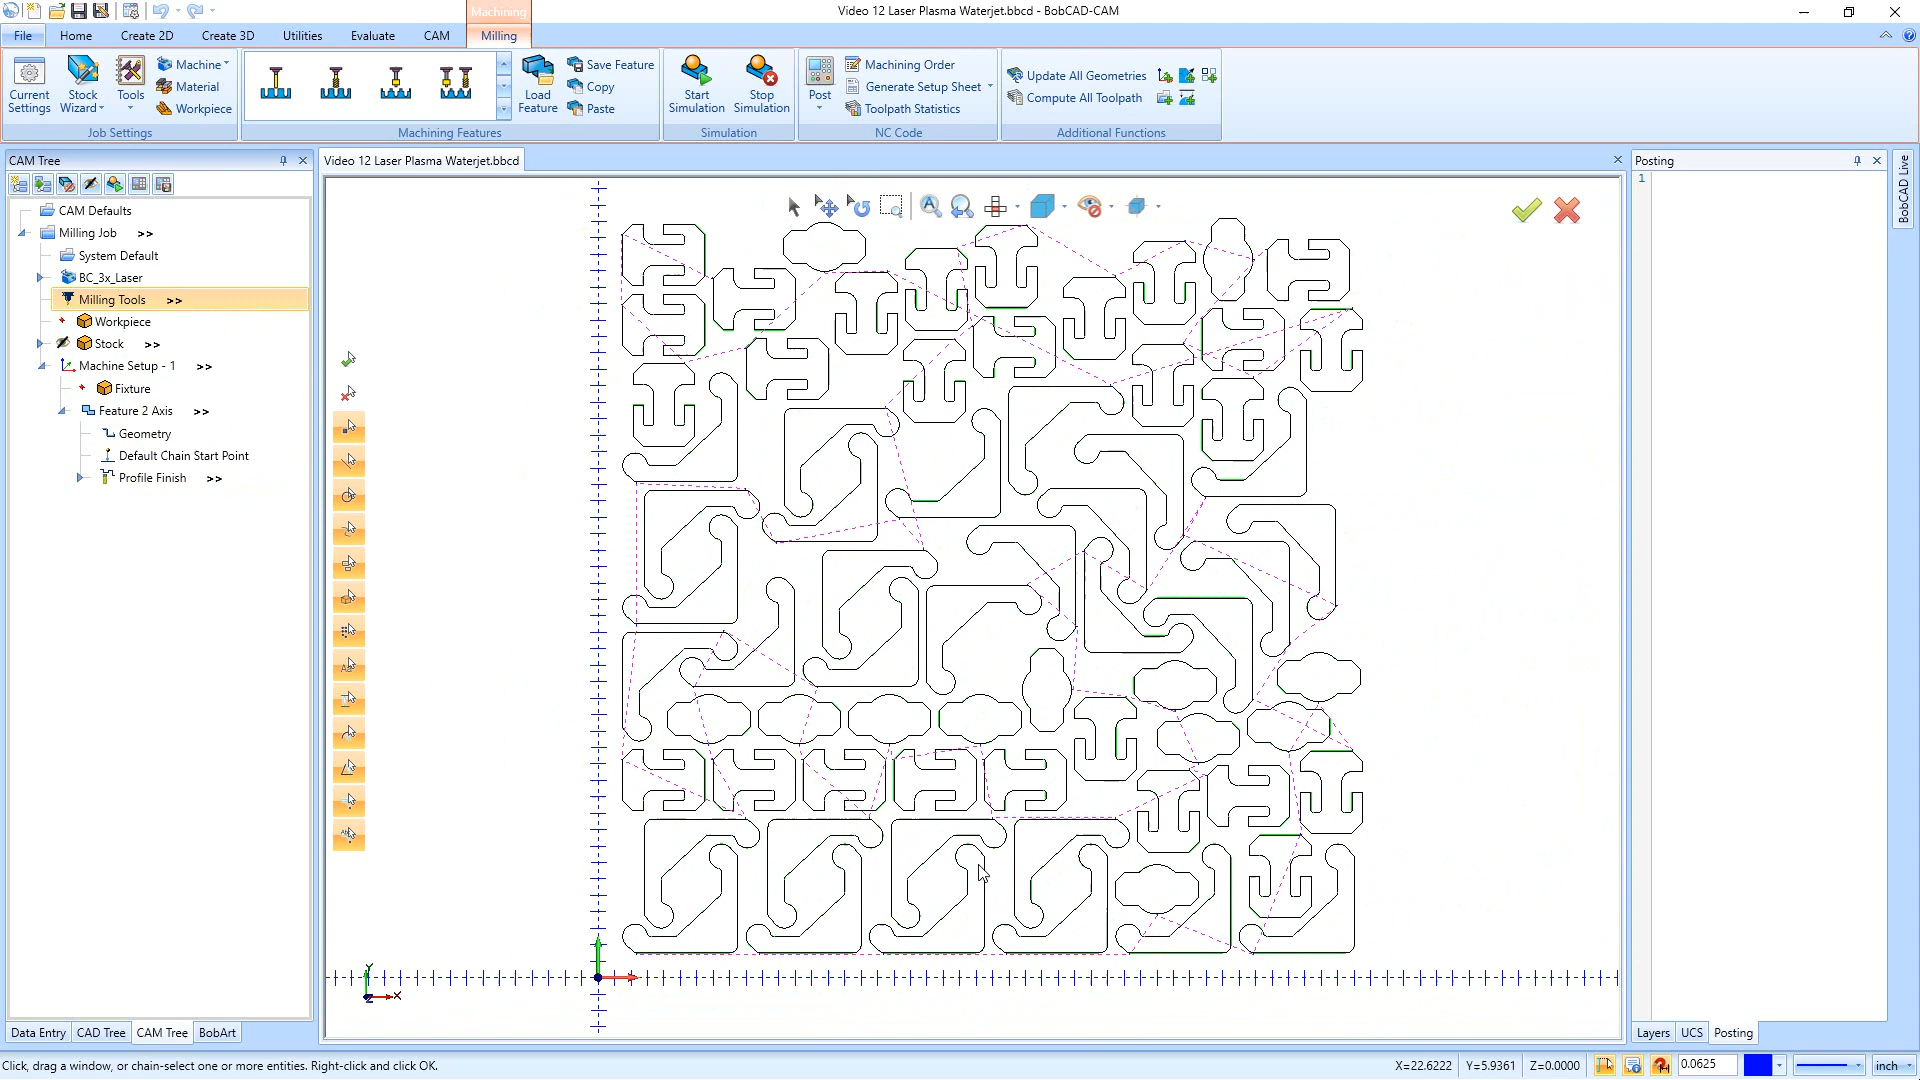 Machining
Video 12 Laser Plasma Waterjet.bbcd - BobCAD-CAM
File
Home
Create 2D
Create 3D
Utilities
Evaluate
CAM
Milling
Current Settings
Stock Wizard
Tools
Machine
Material
Workpiece
Job Settings
Load Feature
Save Feature
Copy
Paste
Machining Features
Start Simulation
Stop Simulation
Simulation
Post
Machining Order
Generate Setup Sheet
Toolpath Statistics
NC Code
Update All Geometries
Compute All Toolpath
Additional Functions
CAM Tree
Video 12 Laser Plasma Waterjet.bbcd
Posting
1
BobCAD Live
CAM Defaults
Milling Job >>
System Default
BC_3x_Laser
Milling Tools >>
Workpiece
Stock >>
Machine Setup - 1 >>
Fixture
Feature 2 Axis >>
Geometry
Default Chain Start Point
Profile Finish >>
Y
X
Z
Data Entry
CAD Tree
CAM Tree
BobArt
Layers
UCS
Posting
Click, drag a window, or chain-select one or more entities. Right-click and click OK.
X=22.6222
Y=5.9361
Z=0.0000
0.0625
inch